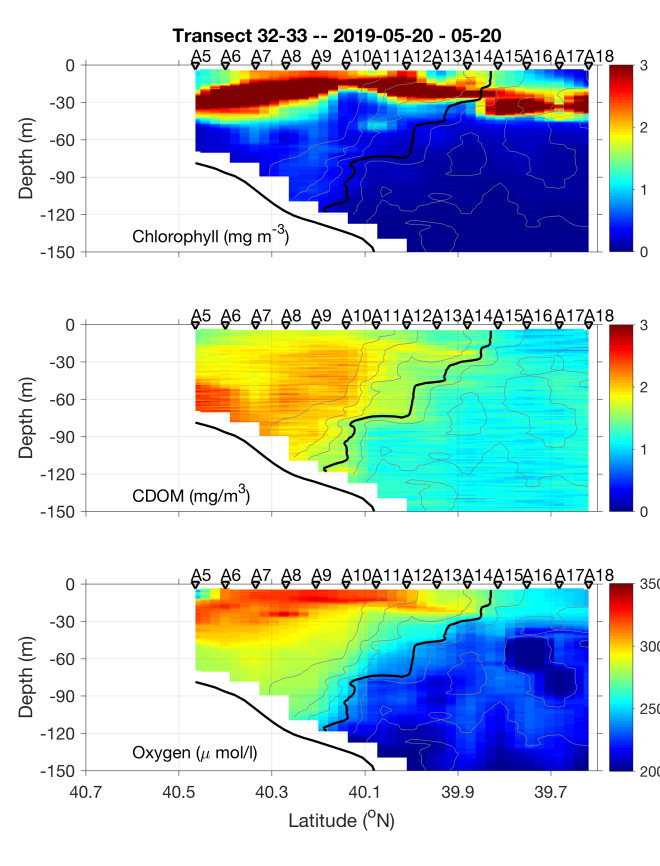 Transect 32-33 -- 2019-05-20 - 05-20
A5 A6 A7 A8 A9 A10 A11 A12 A13 A14 A15 A16 A17 A18
0
-30
-60
-90
-120
-150
Depth (m)
Chlorophyll (mg m-3)
3
2
1
0
A5 A6 A7 A8 A9 A10 A11 A12 A13 A14 A15 A16 A17 A18
0
-30
-60
-90
-120
-150
Depth (m)
CDOM (mg/m3)
3
2
1
0
A5 A6 A7 A8 A9 A10 A11 A12 A13 A14 A15 A16 A17 A18
0
-30
-60
-90
-120
-150
Depth (m)
Oxygen (μ mol/l)
350
300
250
200
40.7 40.5 40.3 40.1 39.9 39.7
Latitude (oN)